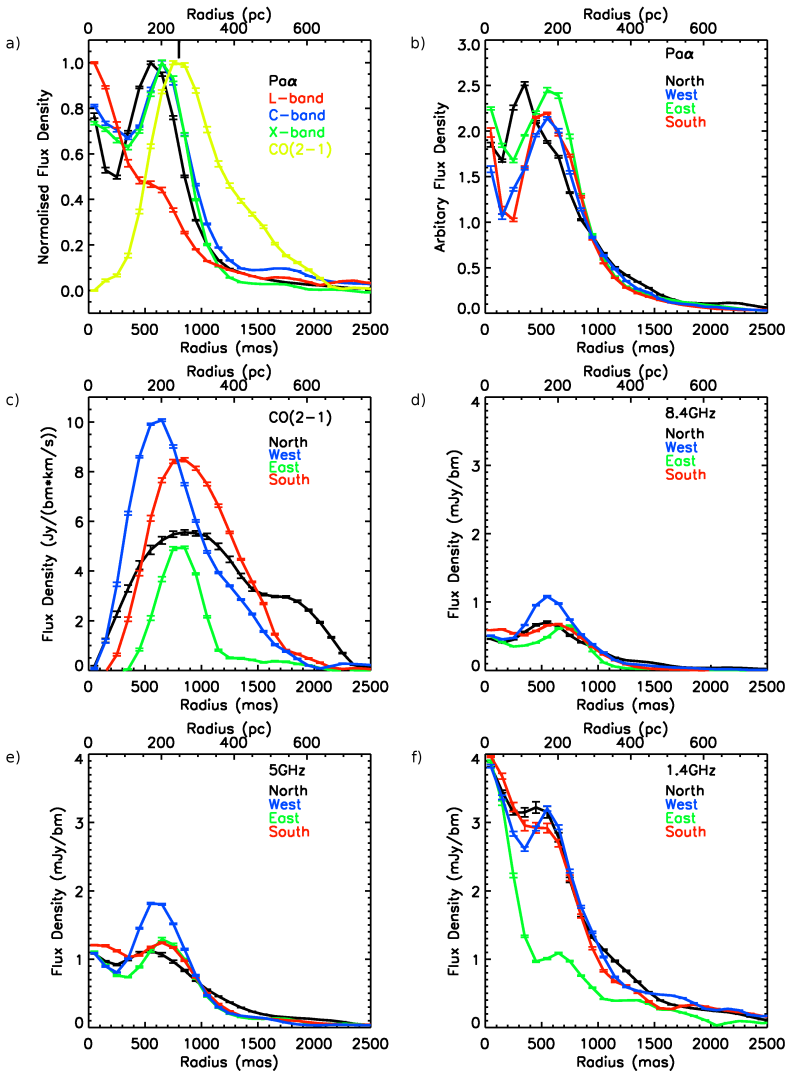 Radius (pc)
0 200 400 600
a)
Normalised Flux Density
1.0
0.8
0.6
0.4
0.2
0.0
Paα
L−band
C−band
X−band
CO(2−1)
0 500 1000 1500 2000 2500
Radius (mas)
Radius (pc)
0 200 400 600
b)
Arbitary Flux Density
3.0
2.5
2.0
1.5
1.0
0.5
0.0
Paα
North
West
East
South
0 500 1000 1500 2000 2500
Radius (mas)
Radius (pc)
0 200 400 600
c)
Flux Density (Jy/(bm*km/s))
10
8
6
4
2
0
CO(2−1)
North
West
East
South
0 500 1000 1500 2000 2500
Radius (mas)
Radius (pc)
0 200 400 600
d)
Flux Density (mJy/bm)
4
3
2
1
0
8.4GHz
North
West
East
South
0 500 1000 1500 2000 2500
Radius (mas)
Radius (pc)
0 200 400 600
e)
Flux Density (mJy/bm)
4
3
2
1
0
5GHz
North
West
East
South
0 500 1000 1500 2000 2500
Radius (mas)
Radius (pc)
0 200 400 600
f)
Flux Density (mJy/bm)
4
3
2
1
0
1.4GHz
North
West
East
South
0 500 1000 1500 2000 2500
Radius (mas)